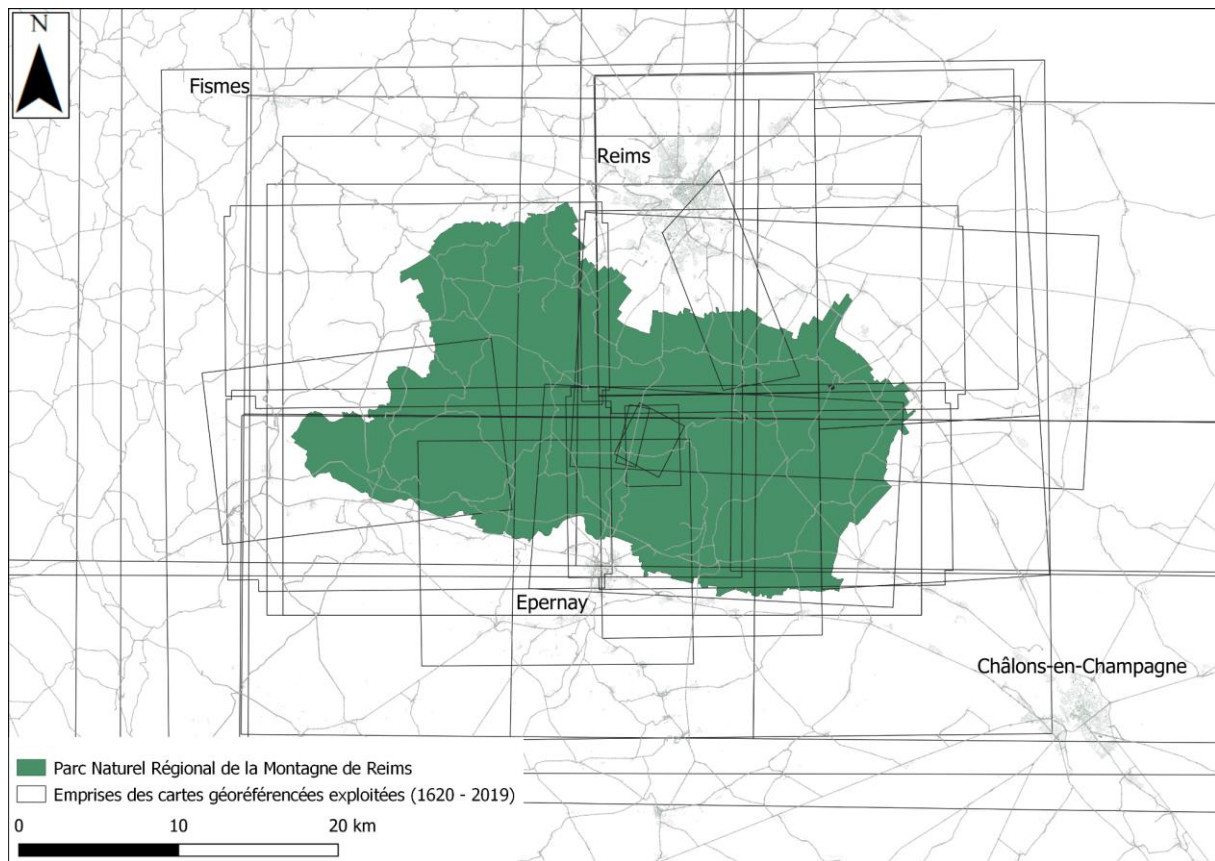 N
Fismes
Reims
Epernay
Châlons-en-Champagne
Parc Naturel Régional de la Montagne de Reims
Emprises des cartes géoréférencées exploitées (1620 - 2019)
0 10 20 km